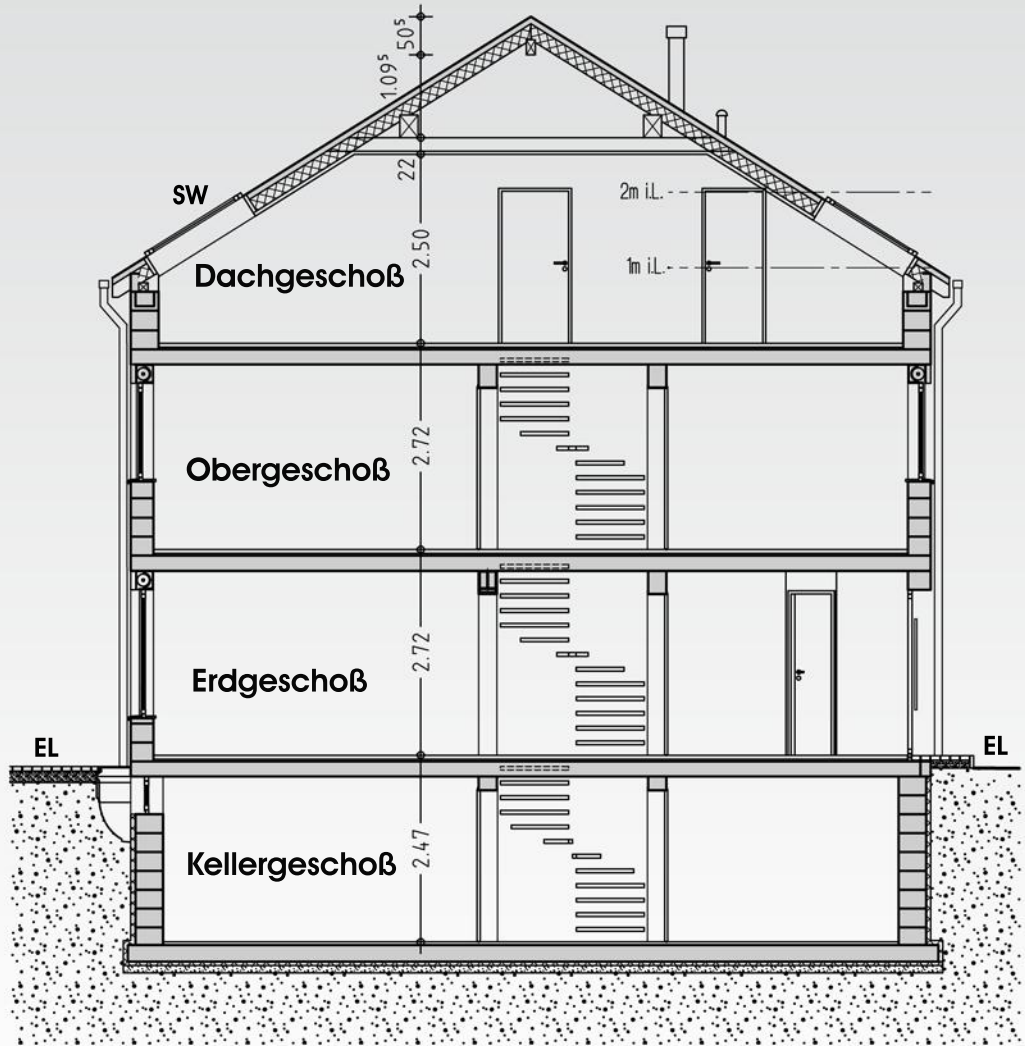 50⁵
1.09⁵
22
SW
2m i.L.
2.50
1m i.L.
Dachgeschoß
2.72
Obergeschoß
2.72
Erdgeschoß
EL
EL
2.47
Kellergeschoß